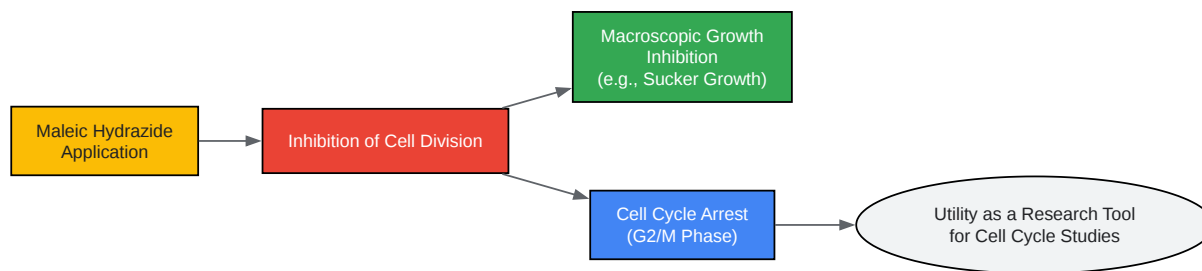 Maleic Hydrazide
Application
Inhibition of Cell Division
Macroscopic Growth
Inhibition
(e.g., Sucker Growth)
Cell Cycle Arrest
(G2/M Phase)
Utility as a Research Tool
for Cell Cycle Studies